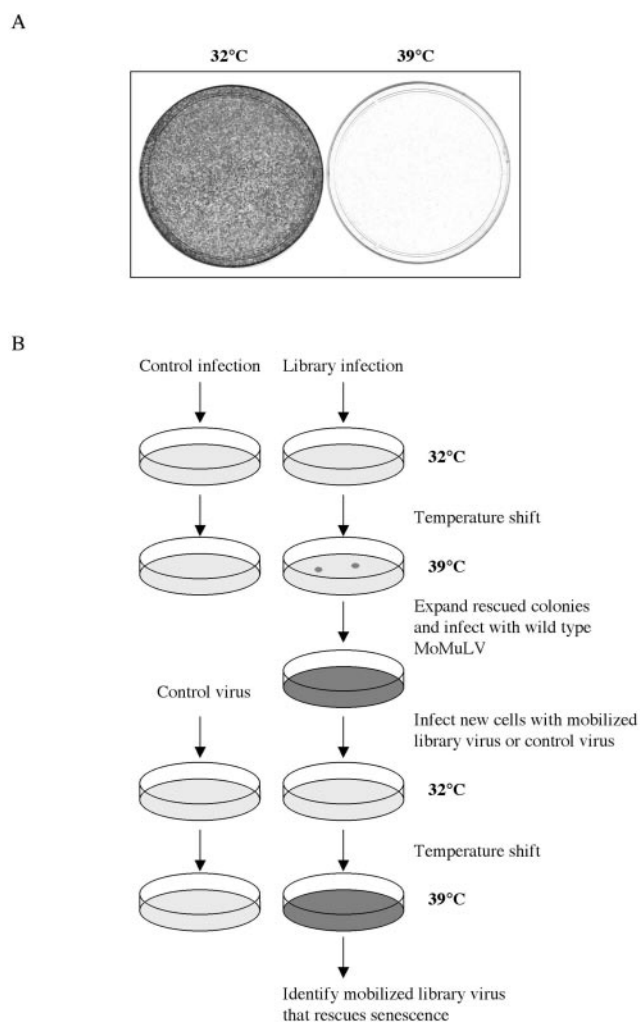 A
32°C 39°C
B
Control infection Library infection
32°C
Temperature shift
39°C
Expand rescued colonies
and infect with wild type
MoMuLV
Control virus
Infect new cells with mobilized
library virus or control virus
32°C
Temperature shift
39°C
Identify mobilized library virus
that rescues senescence